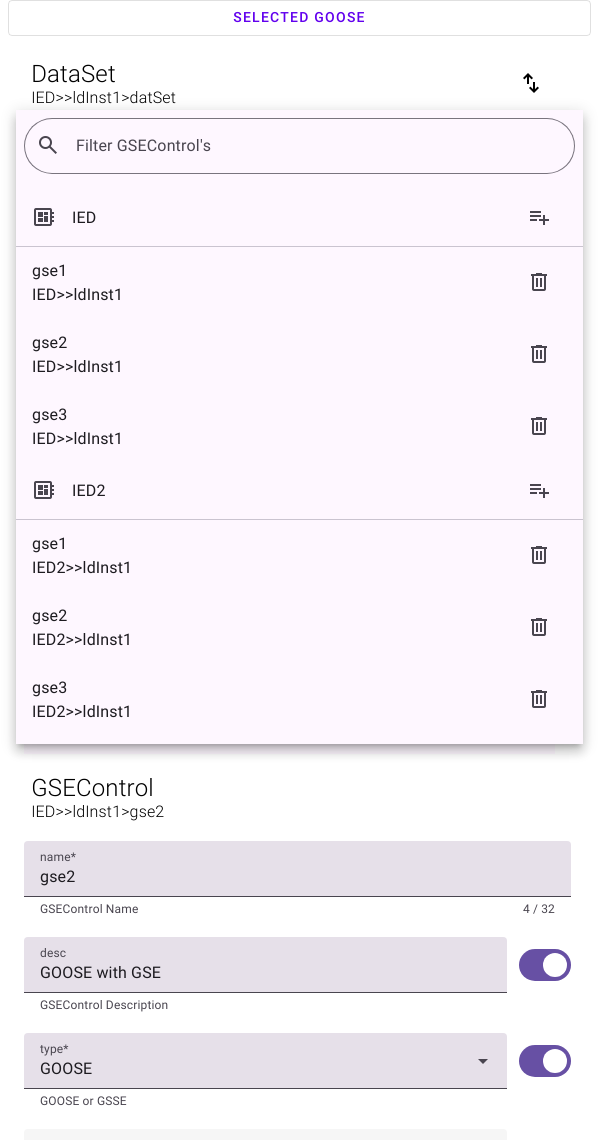 SELECTED GOOSE
DataSet
IED>>ldInst1>datSet
Filter GSEControl's
IED
gse1
IED>>ldInst1
gse2
IED>>ldInst1
gse3
IED>>ldInst1
IED2
gse1
IED2>>ldInst1
gse2
IED2>>ldInst1
gse3
IED2>>ldInst1
GSEControl
IED>>ldInst1>gse2
name*
gse2
GSEControl Name
4 / 32
desc
GOOSE with GSE
GSEControl Description
type*
GOOSE
GOOSE or GSSE